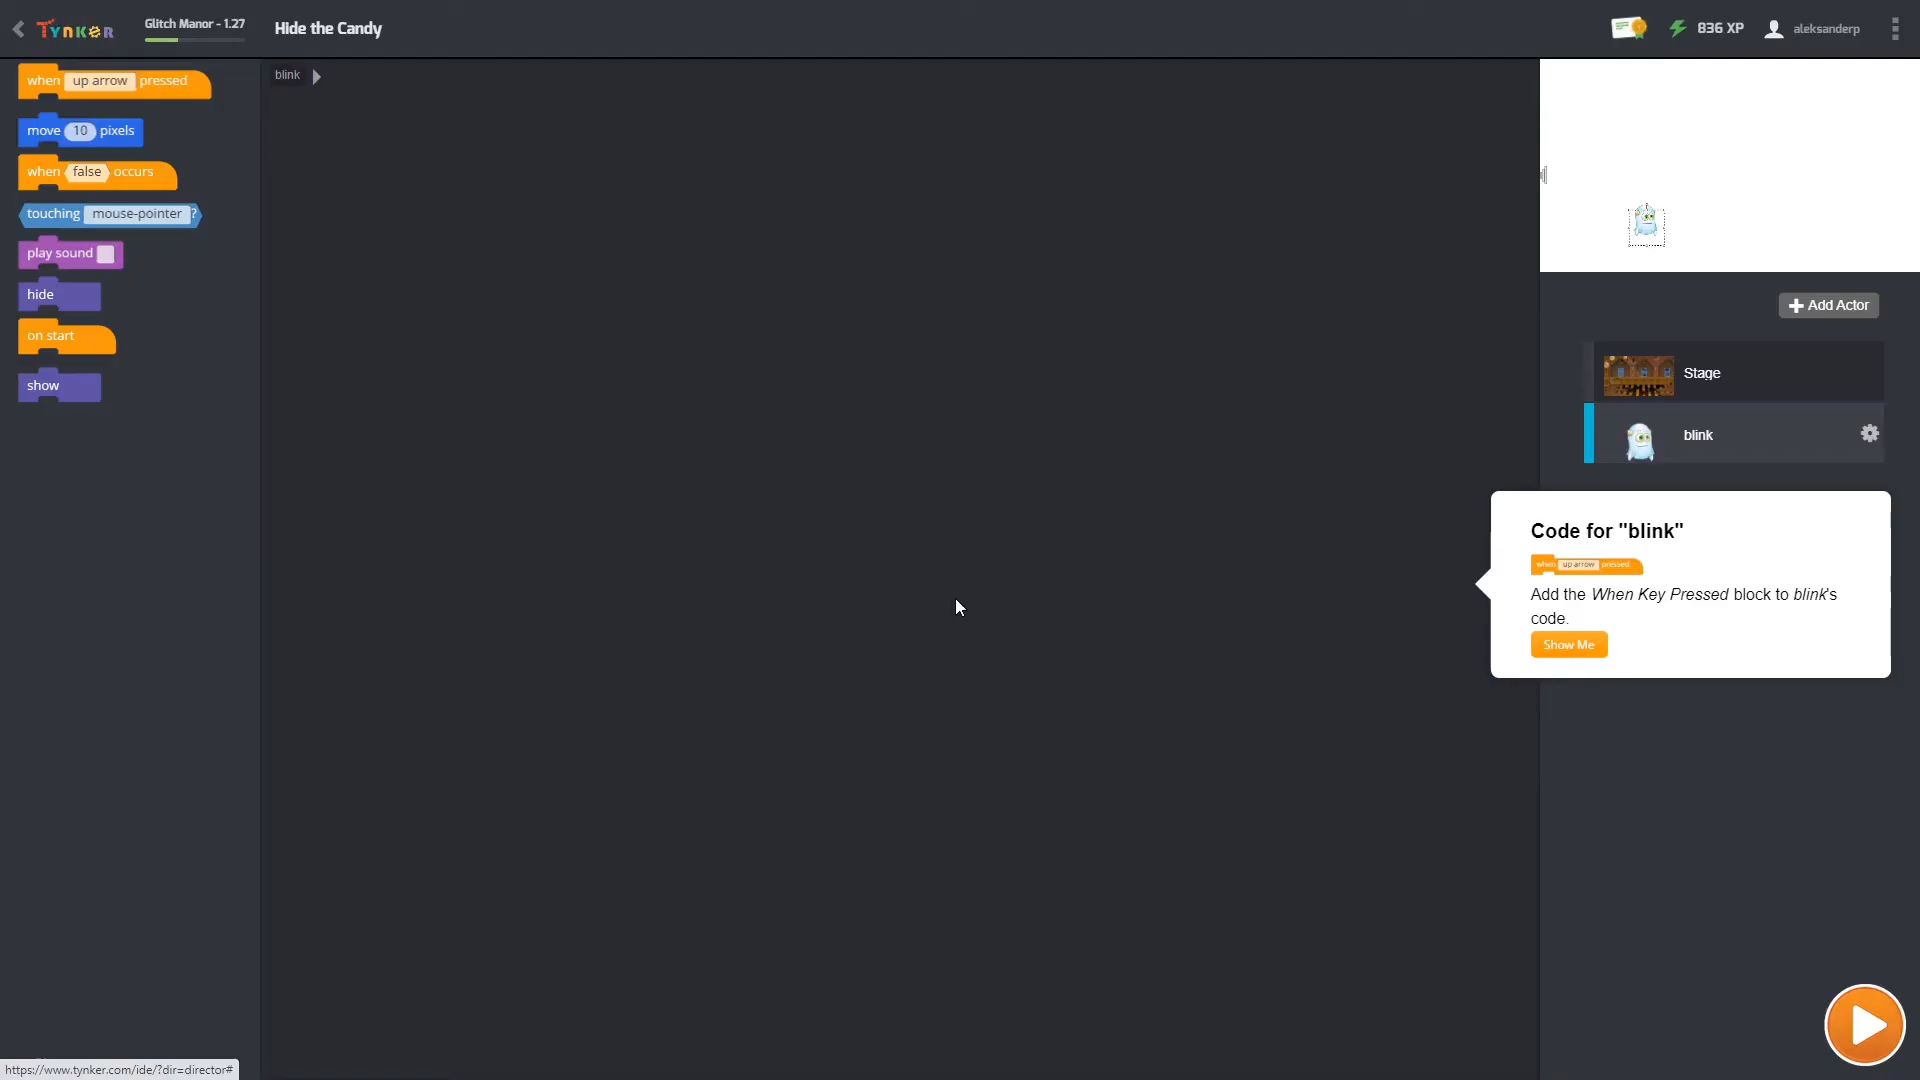 TYNKER
Glitch Manor - 1.27
Hide the Candy
836 XP
aleksanderp
when up arrow pressed
move 10 pixels
when false occurs
touching mouse-pointer ?
play sound
hide
on start
show
blink
Add Actor
Stage
blink
Code for "blink"
when up arrow pressed
Add the When Key Pressed block to blink's
code.
Show Me
https://www.tynker.com/ide/?dir=director#